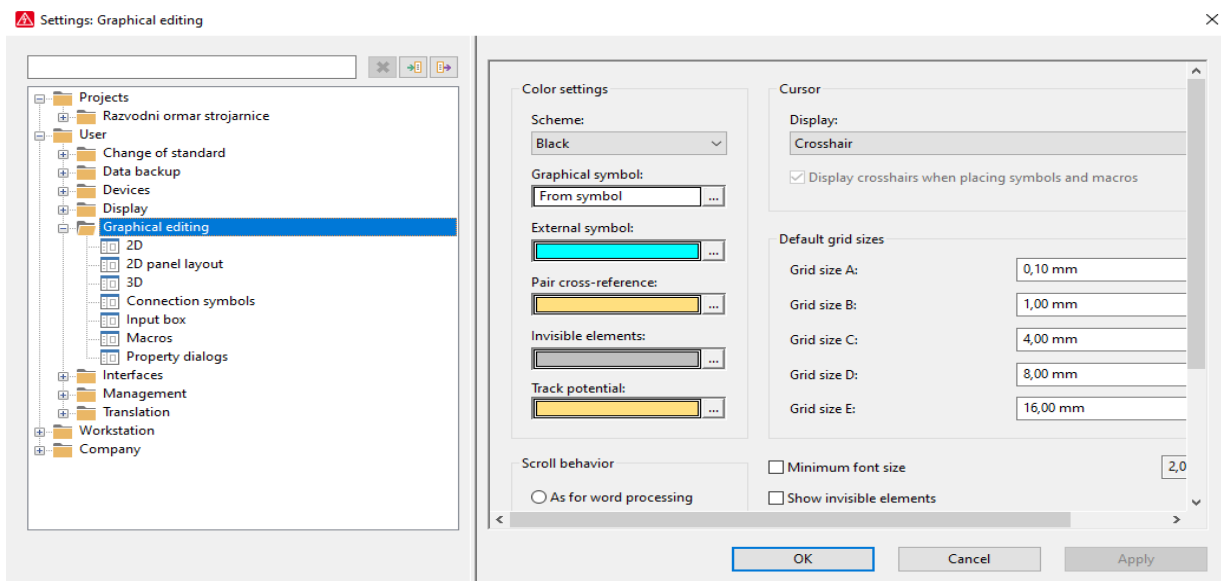 Settings: Graphical editing
Projects
Razvodni ormar strojarnice
User
Change of standard
Data backup
Devices
Display
Graphical editing
2D
2D panel layout
3D
Connection symbols
Input box
Macros
Property dialogs
Interfaces
Management
Translation
Workstation
Company
Color settings
Scheme:
Black
Graphical symbol:
From symbol
...
External symbol:
...
Pair cross-reference:
...
Invisible elements:
...
Track potential:
...
Scroll behavior
As for word processing
Cursor
Display:
Crosshair
Display crosshairs when placing symbols and macros
Default grid sizes
Grid size A: 0,10 mm
Grid size B: 1,00 mm
Grid size C: 4,00 mm
Grid size D: 8,00 mm
Grid size E: 16,00 mm
Minimum font size 2,0
Show invisible elements
OK Cancel Apply